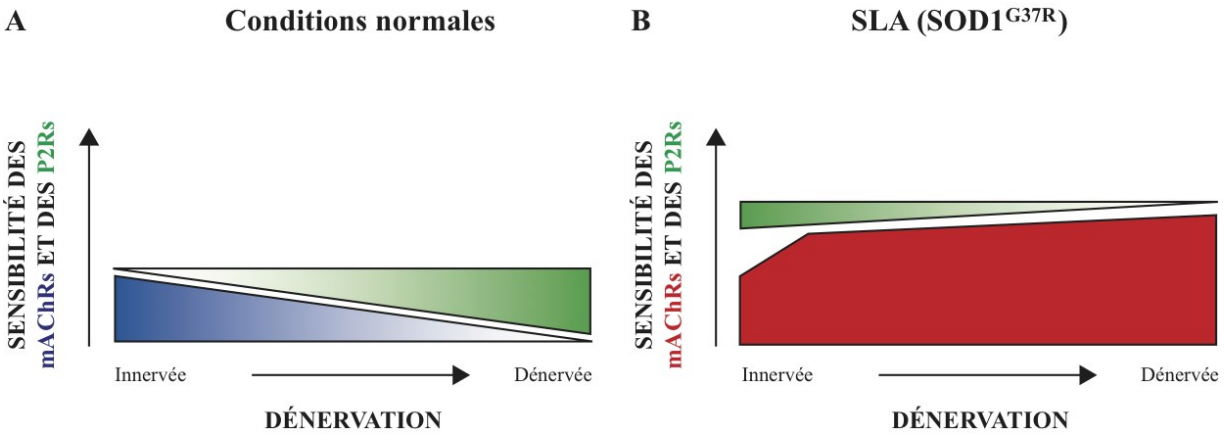 A
Conditions normales
SENSIBILITÉ DES
mAChRs ET DES P2Rs
Innervée
Dénervée
DÉNERVATION
B
SLA (SOD1G37R)
SENSIBILITÉ DES
mAChRs ET DES P2Rs
Innervée
Dénervée
DÉNERVATION